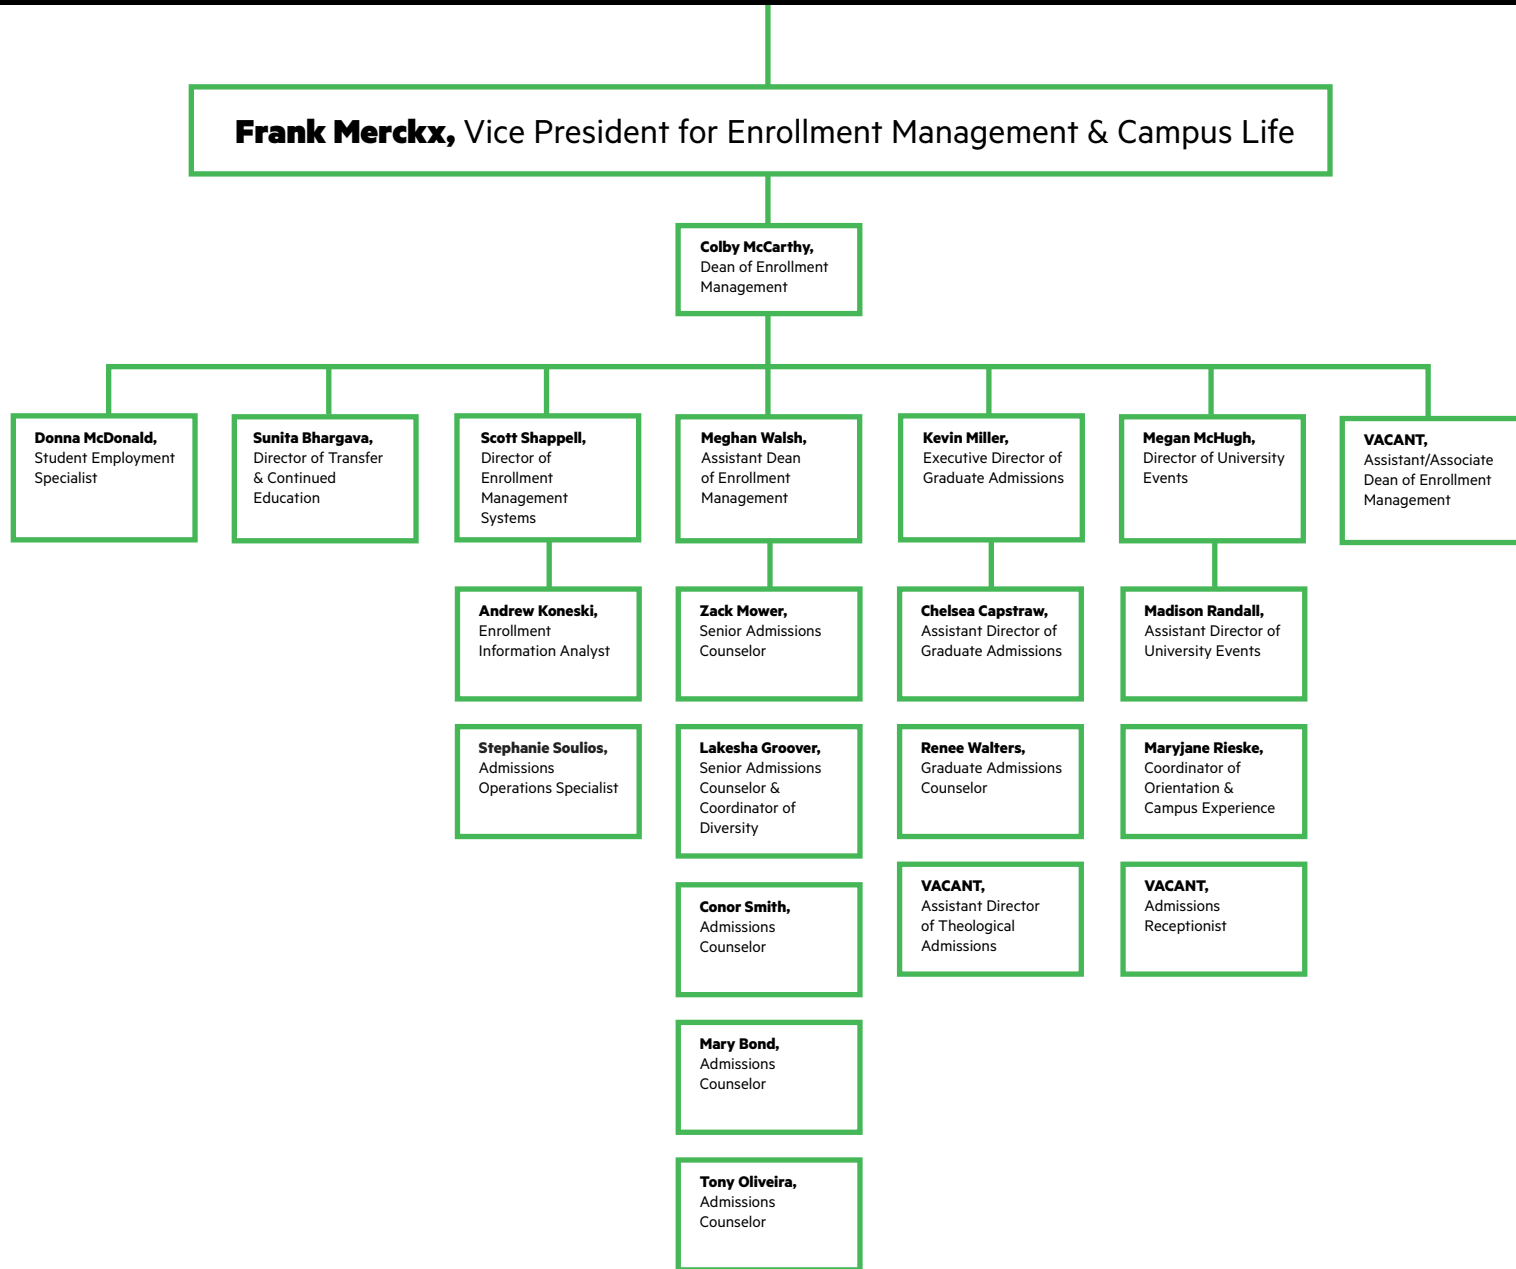 Frank Merckx, Vice President for Enrollment Management & Campus Life
Colby McCarthy,
Dean of Enrollment
Management
Donna McDonald,
Student Employment
Specialist
Sunita Bhargava,
Director of Transfer
& Continued
Education
Scott Shappell,
Director of
Enrollment
Management
Systems
Meghan Walsh,
Assistant Dean
of Enrollment
Management
Kevin Miller,
Executive Director of
Graduate Admissions
Megan McHugh,
Director of University
Events
VACANT,
Assistant/Associate
Dean of Enrollment
Management
Andrew Koneski,
Enrollment
Information Analyst
Zack Mower,
Senior Admissions
Counselor
Chelsea Capstraw,
Assistant Director of
Graduate Admissions
Madison Randall,
Assistant Director of
University Events
Stephanie Soulios,
Admissions
Operations Specialist
Lakesha Groover,
Senior Admissions
Counselor &
Coordinator of
Diversity
Renee Walters,
Graduate Admissions
Counselor
Maryjane Rieske,
Coordinator of
Orientation &
Campus Experience
Conor Smith,
Admissions
Counselor
VACANT,
Assistant Director
of Theological
Admissions
VACANT,
Admissions
Receptionist
Mary Bond,
Admissions
Counselor
Tony Oliveira,
Admissions
Counselor